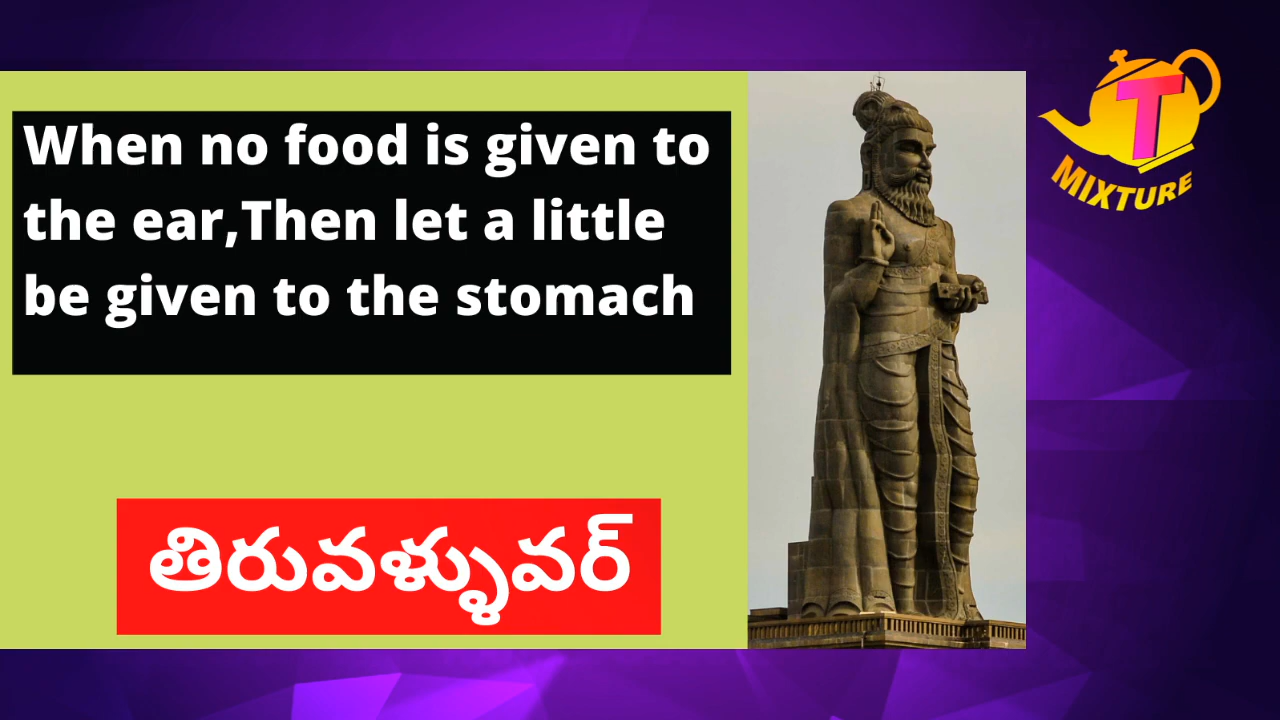 When no food is given to
the ear,Then let a little
be given to the stomach
తిరువళ్ళువర్
T
MIXTURE